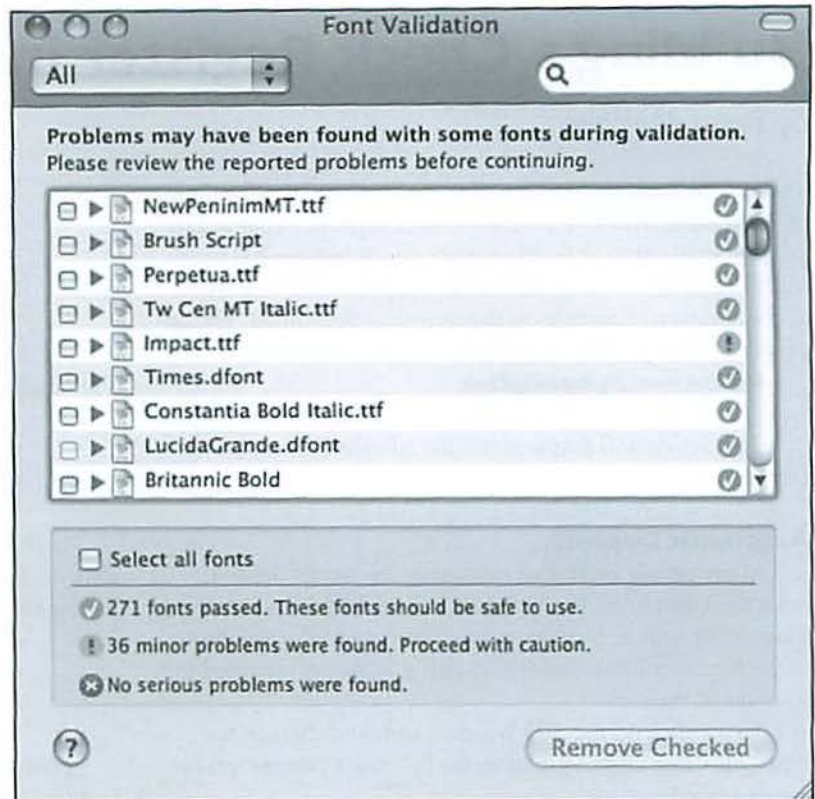 Font Validation
All
Problems may have been found with some fonts during validation.
Please review the reported problems before continuing.
NewPeninimMT.ttf
Brush Script
Perpetua.ttf
Tw Cen MT Italic.ttf
Impact.ttf
Times.dfont
Constantia Bold Italic.ttf
LucidaGrande.dfont
Britannic Bold
Select all fonts
271 fonts passed. These fonts should be safe to use.
! 36 minor problems were found. Proceed with caution.
No serious problems were found.
? Remove Checked